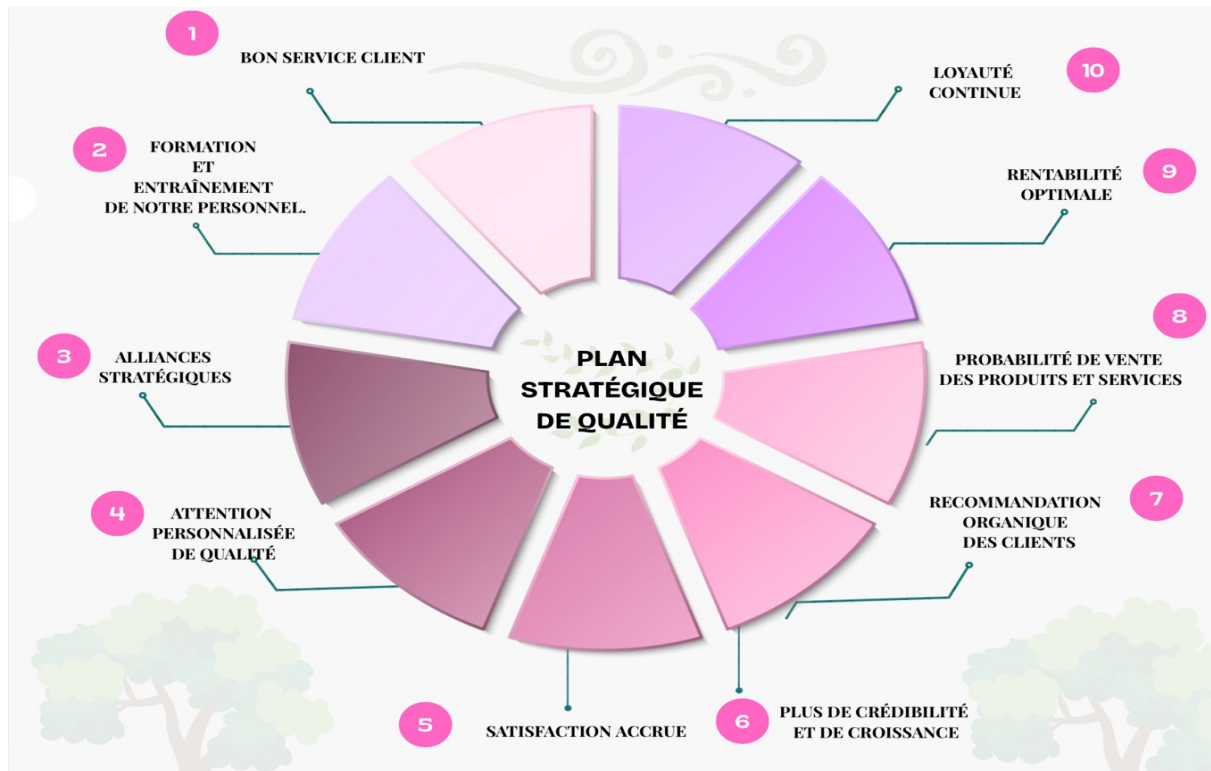 1
BON SERVICE CLIENT
2
FORMATION
ET
ENTRAÎNEMENT
DE NOTRE PERSONNEL.
3
ALLIANCES
STRATÉGIQUES
4
ATTENTION
PERSONNALISÉE
DE QUALITÉ
5
SATISFACTION ACCRUE
6
PLUS DE CRÉDIBILITÉ
ET DE CROISSANCE
7
RECOMMANDATION
ORGANIQUE
DES CLIENTS
8
PROBABILITÉ DE VENTE
DES PRODUITS ET SERVICES
9
RENTABILITÉ
OPTIMALE
10
LOYAUTÉ
CONTINUE
PLAN
STRATÉGIQUE
DE QUALITÉ